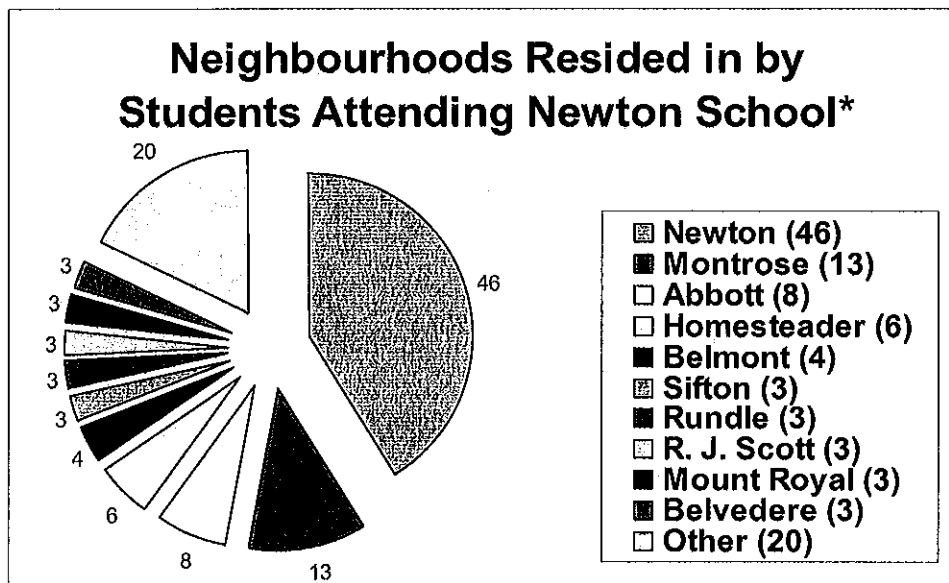 Neighbourhoods Resided in by
Students Attending Newton School*
20
46
3
3
3
3
3
4
6
8
13
Newton (46)
Montrose (13)
Abbott (8)
Homesteader (6)
Belmont (4)
Sifton (3)
Rundle (3)
R. J. Scott (3)
Mount Royal (3)
Belvedere (3)
Other (20)